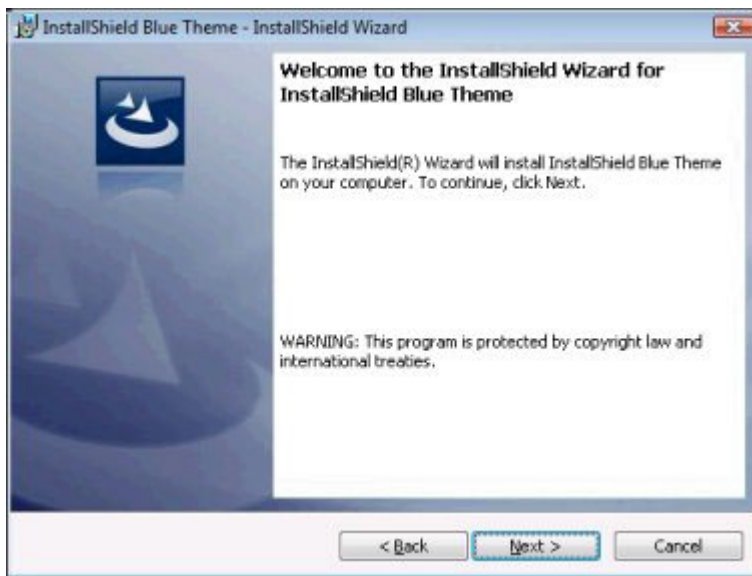 InstallShield Blue Theme - InstallShield Wizard
Welcome to the InstallShield Wizard for
InstallShield Blue Theme
The InstallShield(R) Wizard will install InstallShield Blue Theme
on your computer. To continue, click Next.
WARNING: This program is protected by copyright law and
international treaties.
< Back
Next >
Cancel